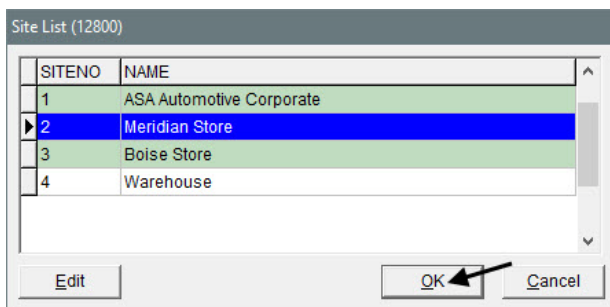 Site List (12800)
SITENO NAME
1 ASA Automotive Corporate
2 Meridian Store
3 Boise Store
4 Warehouse
Edit OK Cancel